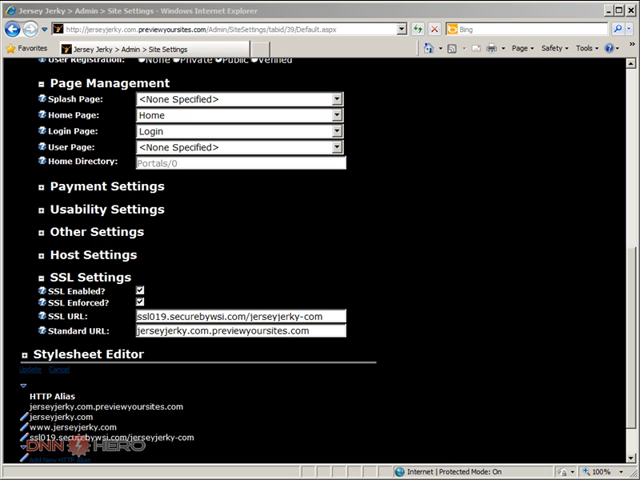 Jersey Jerky > Admin > Site Settings - Windows Internet Explorer
http://jerseyjerky.com.previewyoursites.com/Admin/SiteSettings/tabid/39/Default.aspx
Bing
Favorites
Jersey Jerky > Admin > Site Settings
Page
Safety
Tools
User Registration: None Private Public Verified
Page Management
Splash Page: <None Specified>
Home Page: Home
Login Page: Login
User Page: <None Specified>
Home Directory: Portals/0
Payment Settings
Usability Settings
Other Settings
Host Settings
SSL Settings
SSL Enabled?
SSL Enforced?
SSL URL: ssl019.securebywsi.com/jerseyjerky-com
Standard URL: jerseyjerky.com.previewyoursites.com
Stylesheet Editor
Update Cancel
HTTP Alias
jerseyjerky.com.previewyoursites.com
jerseyjerky.com
www.jerseyjerky.com
ssl019.securebywsi.com/jerseyjerky-com
DNN HERO
Add New HTTP Alias
Internet | Protected Mode: On